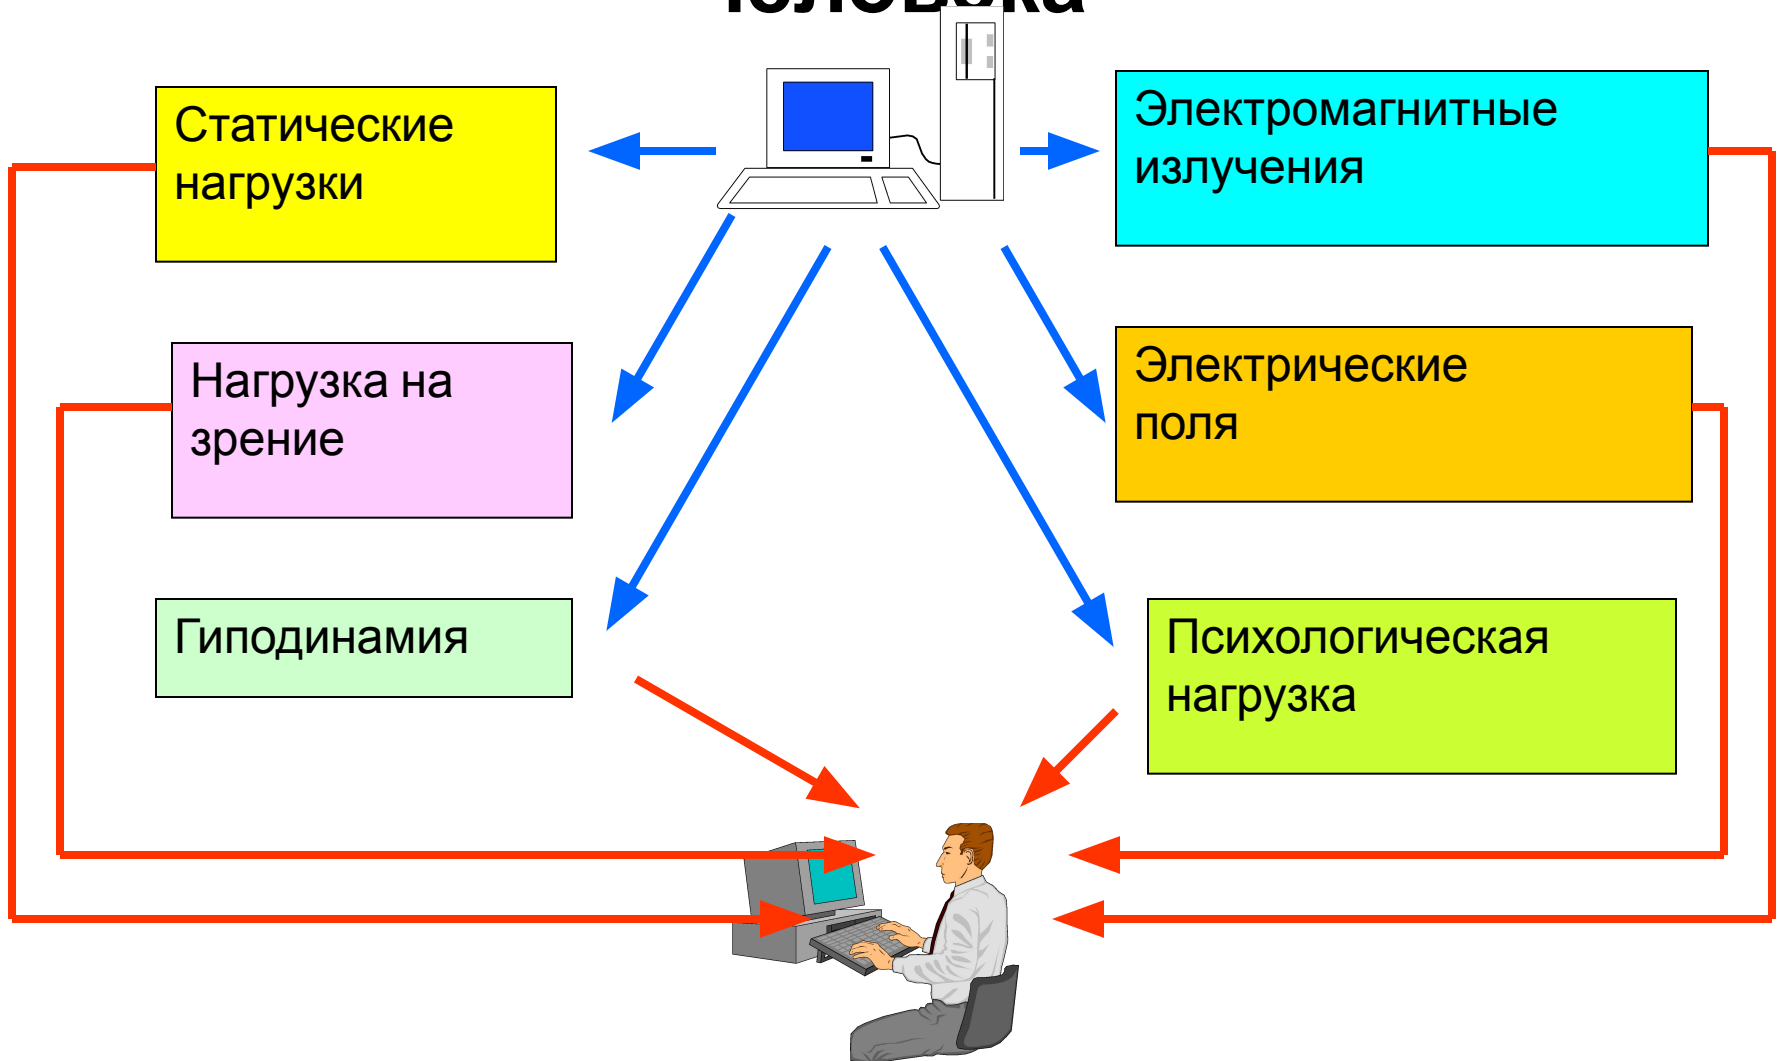 Статические
нагрузки
Электромагнитные
излучения
Нагрузка на
зрение
Электрические
поля
Гиподинамия
Психологическая
нагрузка